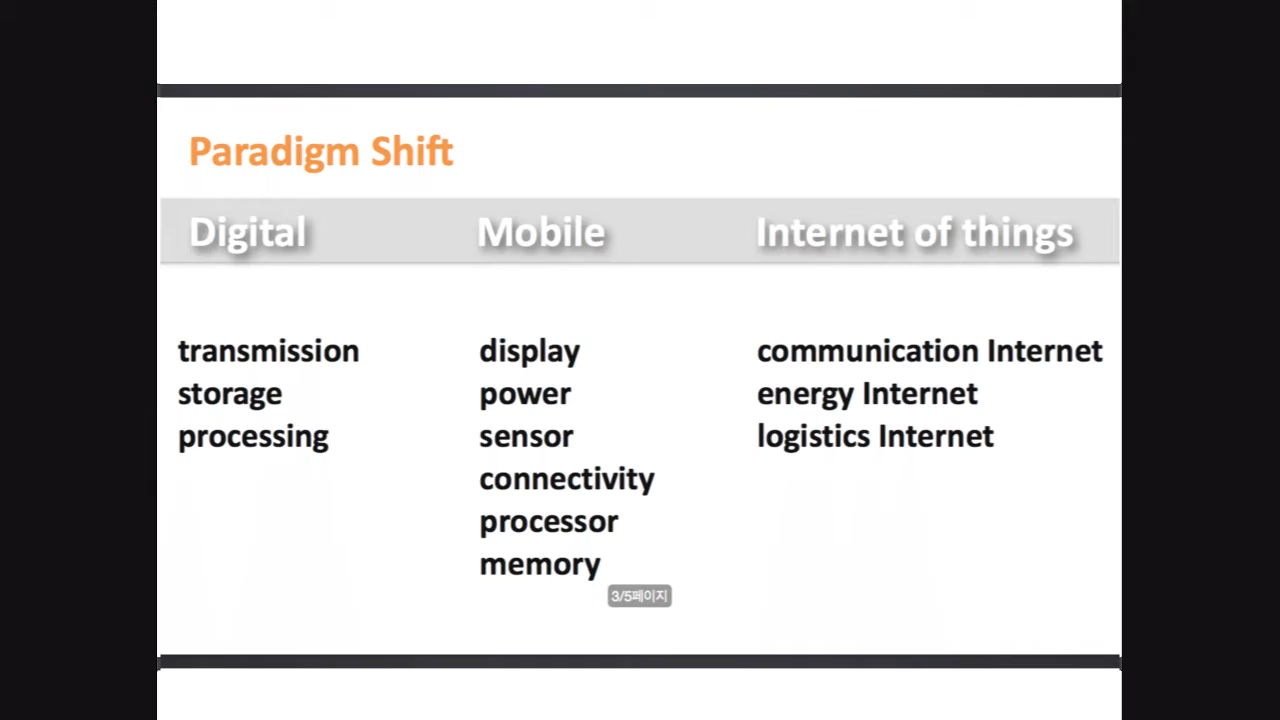 Paradigm Shift
Digital
Mobile
Internet of things
transmission
storage
processing
display
power
sensor
connectivity
processor
memory
communication Internet
energy Internet
logistics Internet
3/5페이지